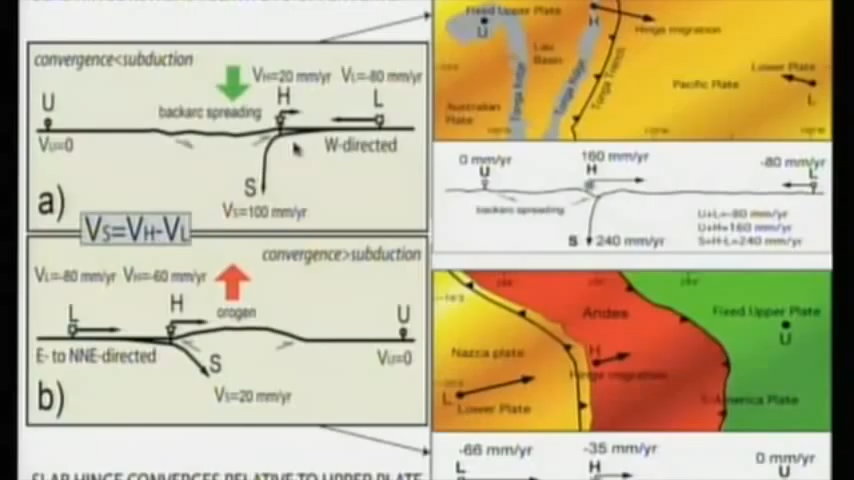 convergence<subduction
VH=20 mm/yr VL=-80 mm/yr
U
H
L
backarc spreading
VU=0
W-directed
S
a)
VS=100 mm/yr
VS=VH-VL
convergence>subduction
VL=-80 mm/yr VH=-60 mm/yr
L
H
orogen
U
E- to NNE-directed
S
VU=0
b)
VS=20 mm/yr
SLAB HINGE CONVERGES RELATIVE TO UPPER PLATE
Fixed Upper Plate
H
U
Hinge migration
Lau
Basin
Tonga Ridge
Tonga Trench
Lower Plate
Pacific Plate
L
Australian
Plate
0 mm/yr
160 mm/yr
-80 mm/yr
U
H
L
backarc spreading
U+L=-80 mm/yr
U+H=160 mm/yr
S=H-L=240 mm/yr
S 240 mm/yr
Andes
Fixed Upper Plate
U
Nazca plate
H
Hinge migration
L
Lower Plate
S-America Plate
-66 mm/yr
-35 mm/yr
0 mm/yr
L
H
U